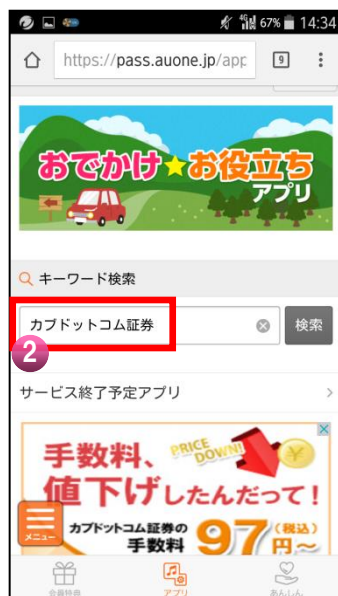 67% 14:34
https://pass.auone.jp/app
9
おでかけ★お役立ち
アプリ
キーワード検索
カブドットコム証券
検索
2
サービス終了予定アプリ
手数料、
PRICE DOWN!
値下げしたんだって!
カブドットコム証券の
手数料 97円~
(税込)
メニュー
会員特典 アプリ あんしん